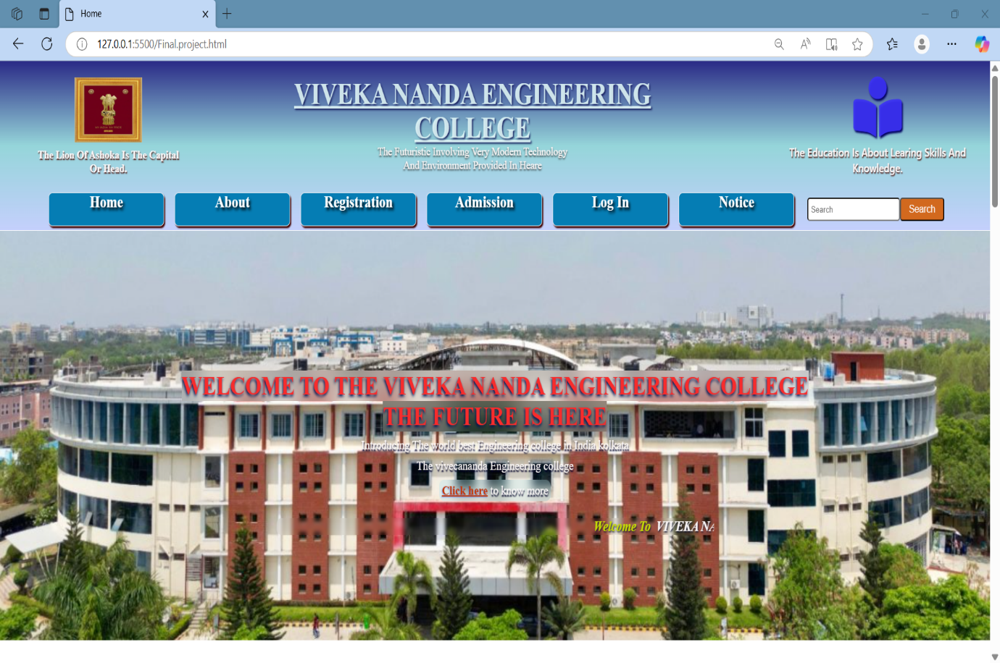 Home
127.0.0.1:5500/Final.project.html
VIVEKA NANDA ENGINEERING
COLLEGE
The Futuristic Involving Very Modern Technology
And Environment Provided In Heare
The Lion Of Ashoka Is The Capital
Or Head.
The Education Is About Learing Skills And
Knowledge.
Home About Registration Admission Log In Notice Search Search
WELCOME TO THE VIVEKA NANDA ENGINEERING COLLEGE
THE FUTURE IS HERE
Introducing The world best Engineering college in India kolkata
The vivecananda Engineering college
Click here to know more
Welcome To VIVEKA NA